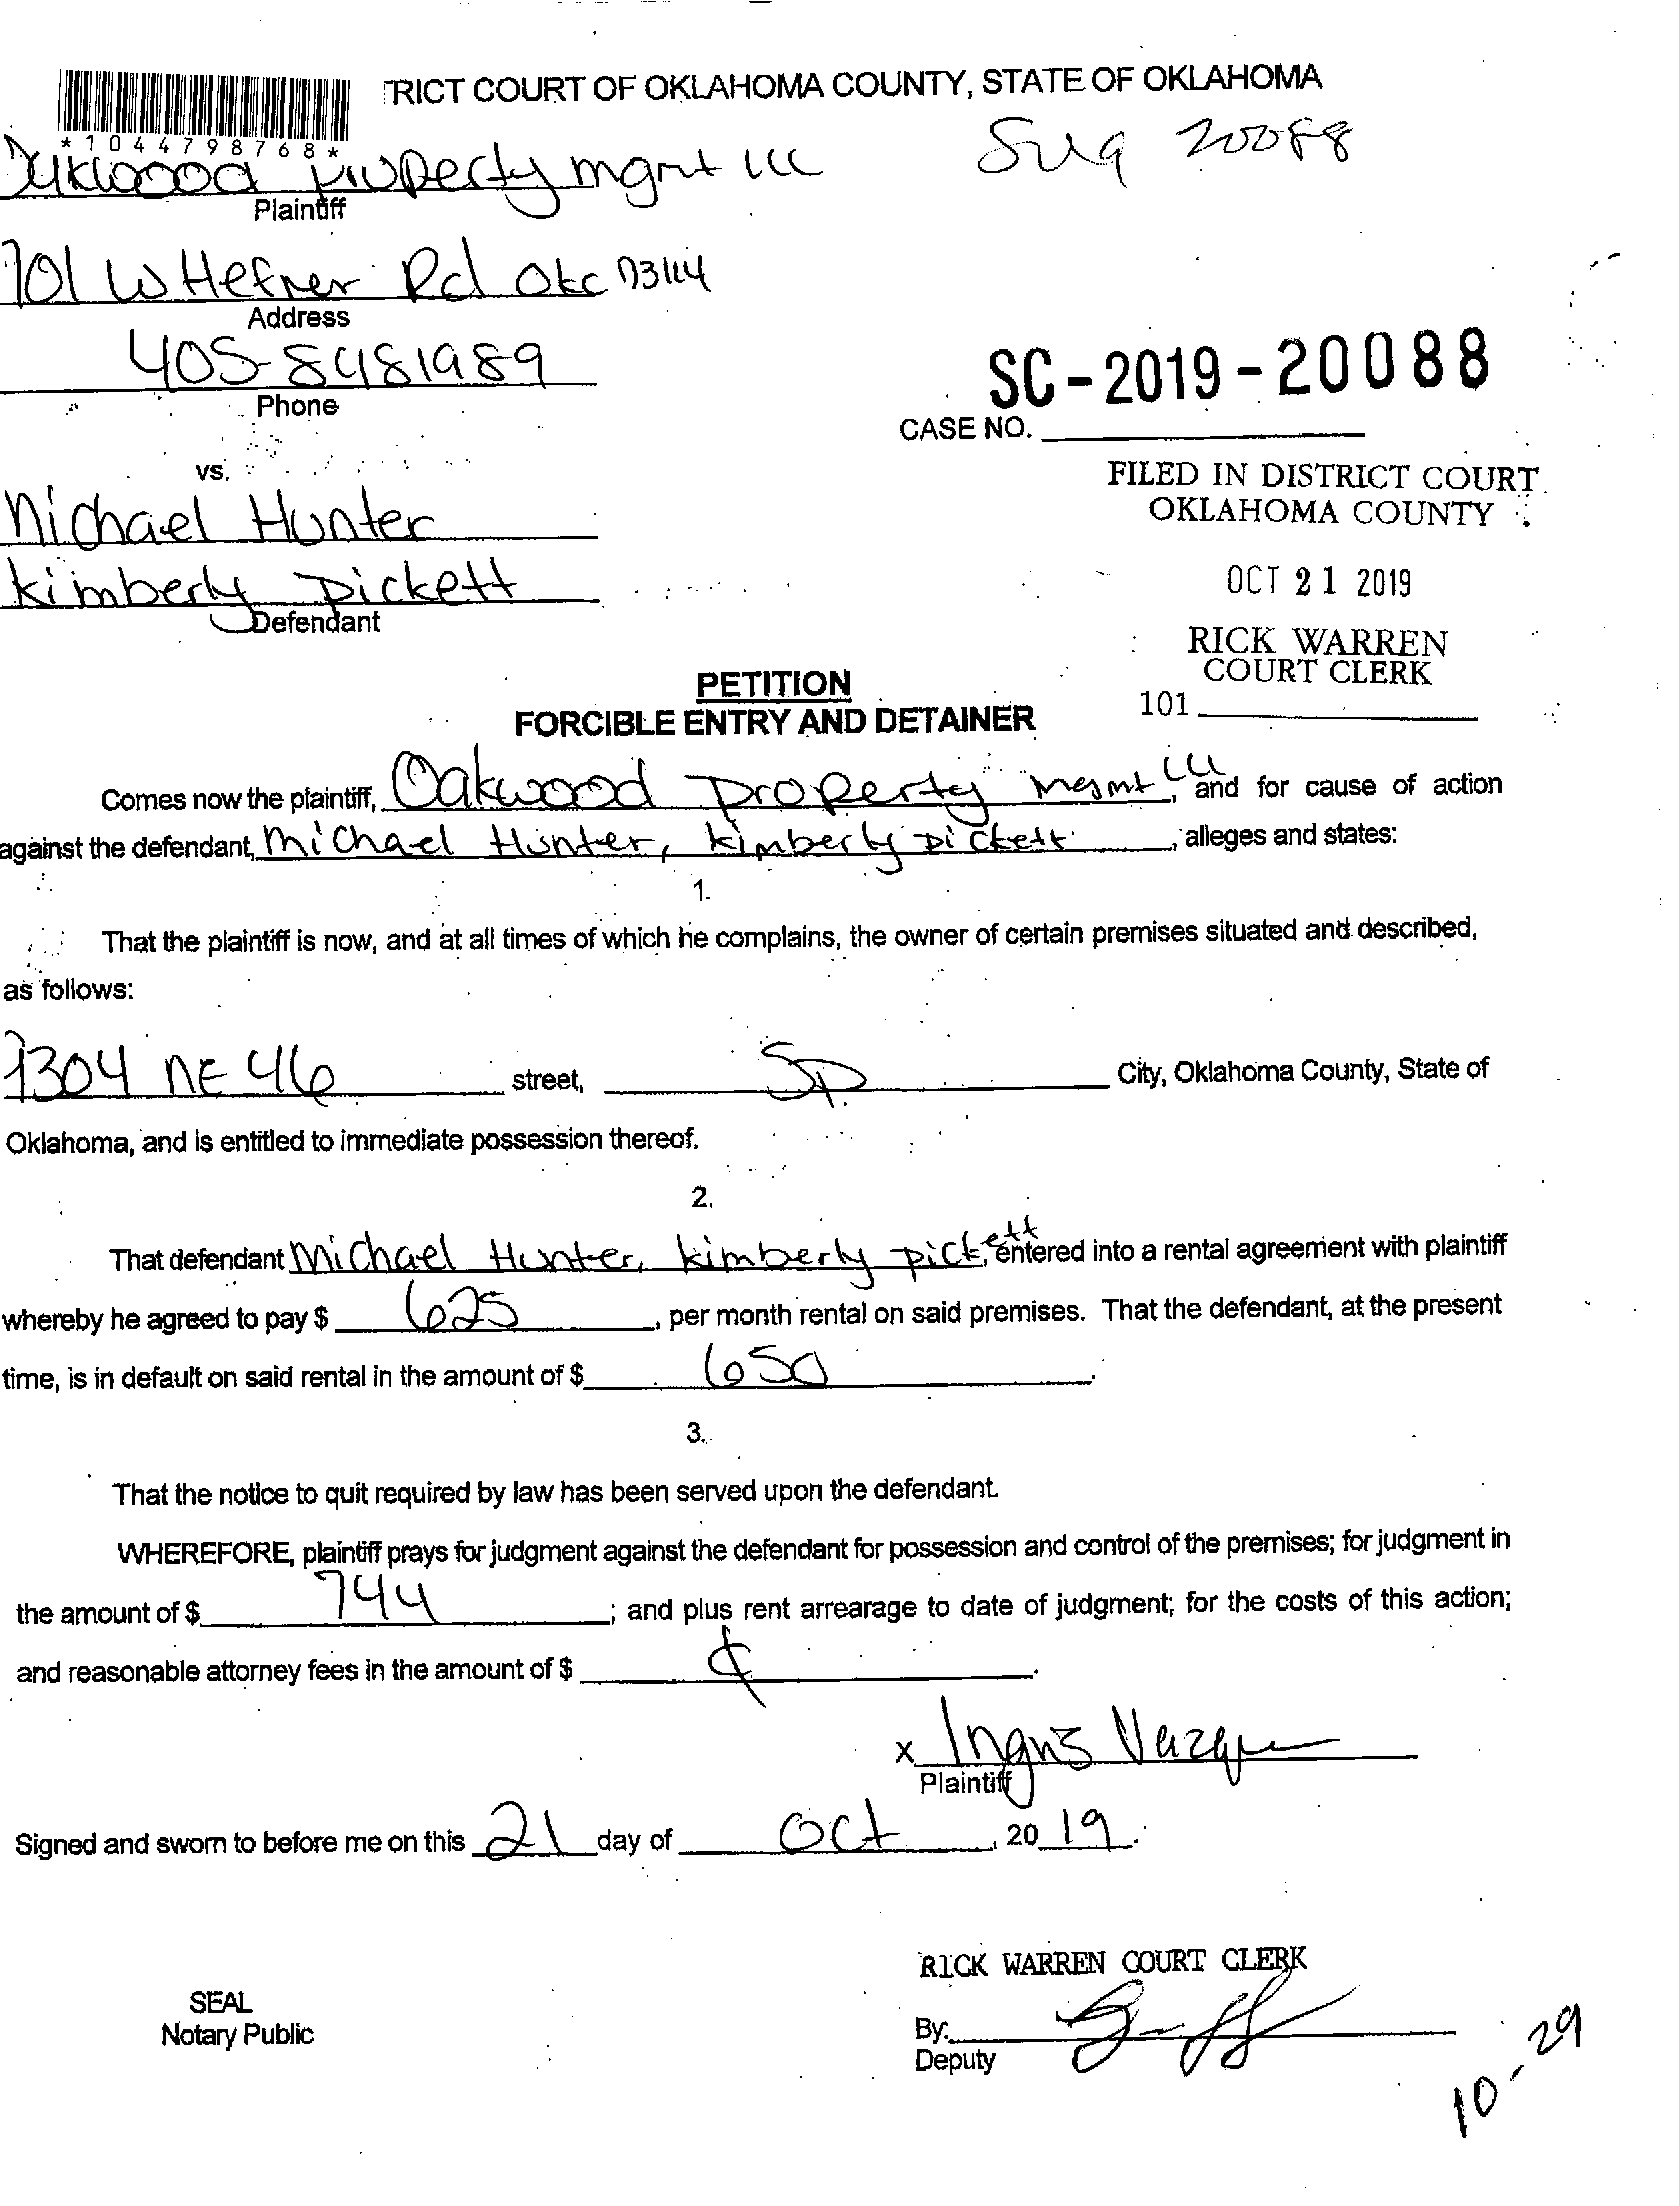 RICT COURT OF OKLAHOMA COUNTY, STATE OF OKLAHOMA
*1044798768*
property mgmt LLC
20088
Plaintiff
701 W Hefner Rd Okc 73114
Address
405-8481989
Phone
SC-2019-20088
CASE NO.
vs.
FILED IN DISTRICT COURT
OKLAHOMA COUNTY
Michael Hunter
OCT 21 2019
kimberly Pickett
Defendant
RICK WARREN
COURT CLERK
101
PETITION
FORCIBLE ENTRY AND DETAINER
Comes now the plaintiff, Oakwood property mgmt, LLC and for cause of action
against the defendant, Michael Hunter, kimberly Pickett, alleges and states:
1.
That the plaintiff is now, and at all times of which he complains, the owner of certain premises situated and described,
as follows:
1304 NE 46 street, City, Oklahoma County, State of
Oklahoma, and is entitled to immediate possession thereof.
2.
That defendant Michael Hunter, kimberly pickett, entered into a rental agreement with plaintiff
whereby he agreed to pay $ 625, per month rental on said premises. That the defendant, at the present
time, is in default on said rental in the amount of $ 650.
3.
That the notice to quit required by law has been served upon the defendant.
WHEREFORE, plaintiff prays for judgment against the defendant for possession and control of the premises; for judgment in
the amount of $ 744; and plus rent arrearage to date of judgment; for the costs of this action;
and reasonable attorney fees in the amount of $
x
Plaintiff
Signed and sworn to before me on this 21 day of Oct, 20 19.
RICK WARREN COURT CLERK
SEAL
Notary Public
By:
Deputy
10-29